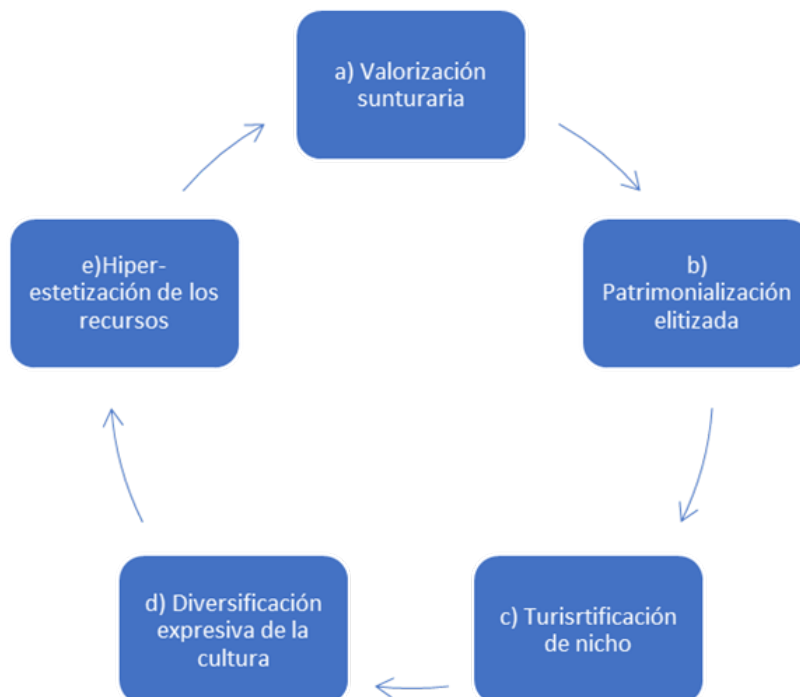 a) Valorización
sunturaria
b)
Patrimonialización
elitizada
c) Turisrtificación
de nicho
d) Diversificación
expresiva de la
cultura
e)Hiper-
estetización de los
recursos